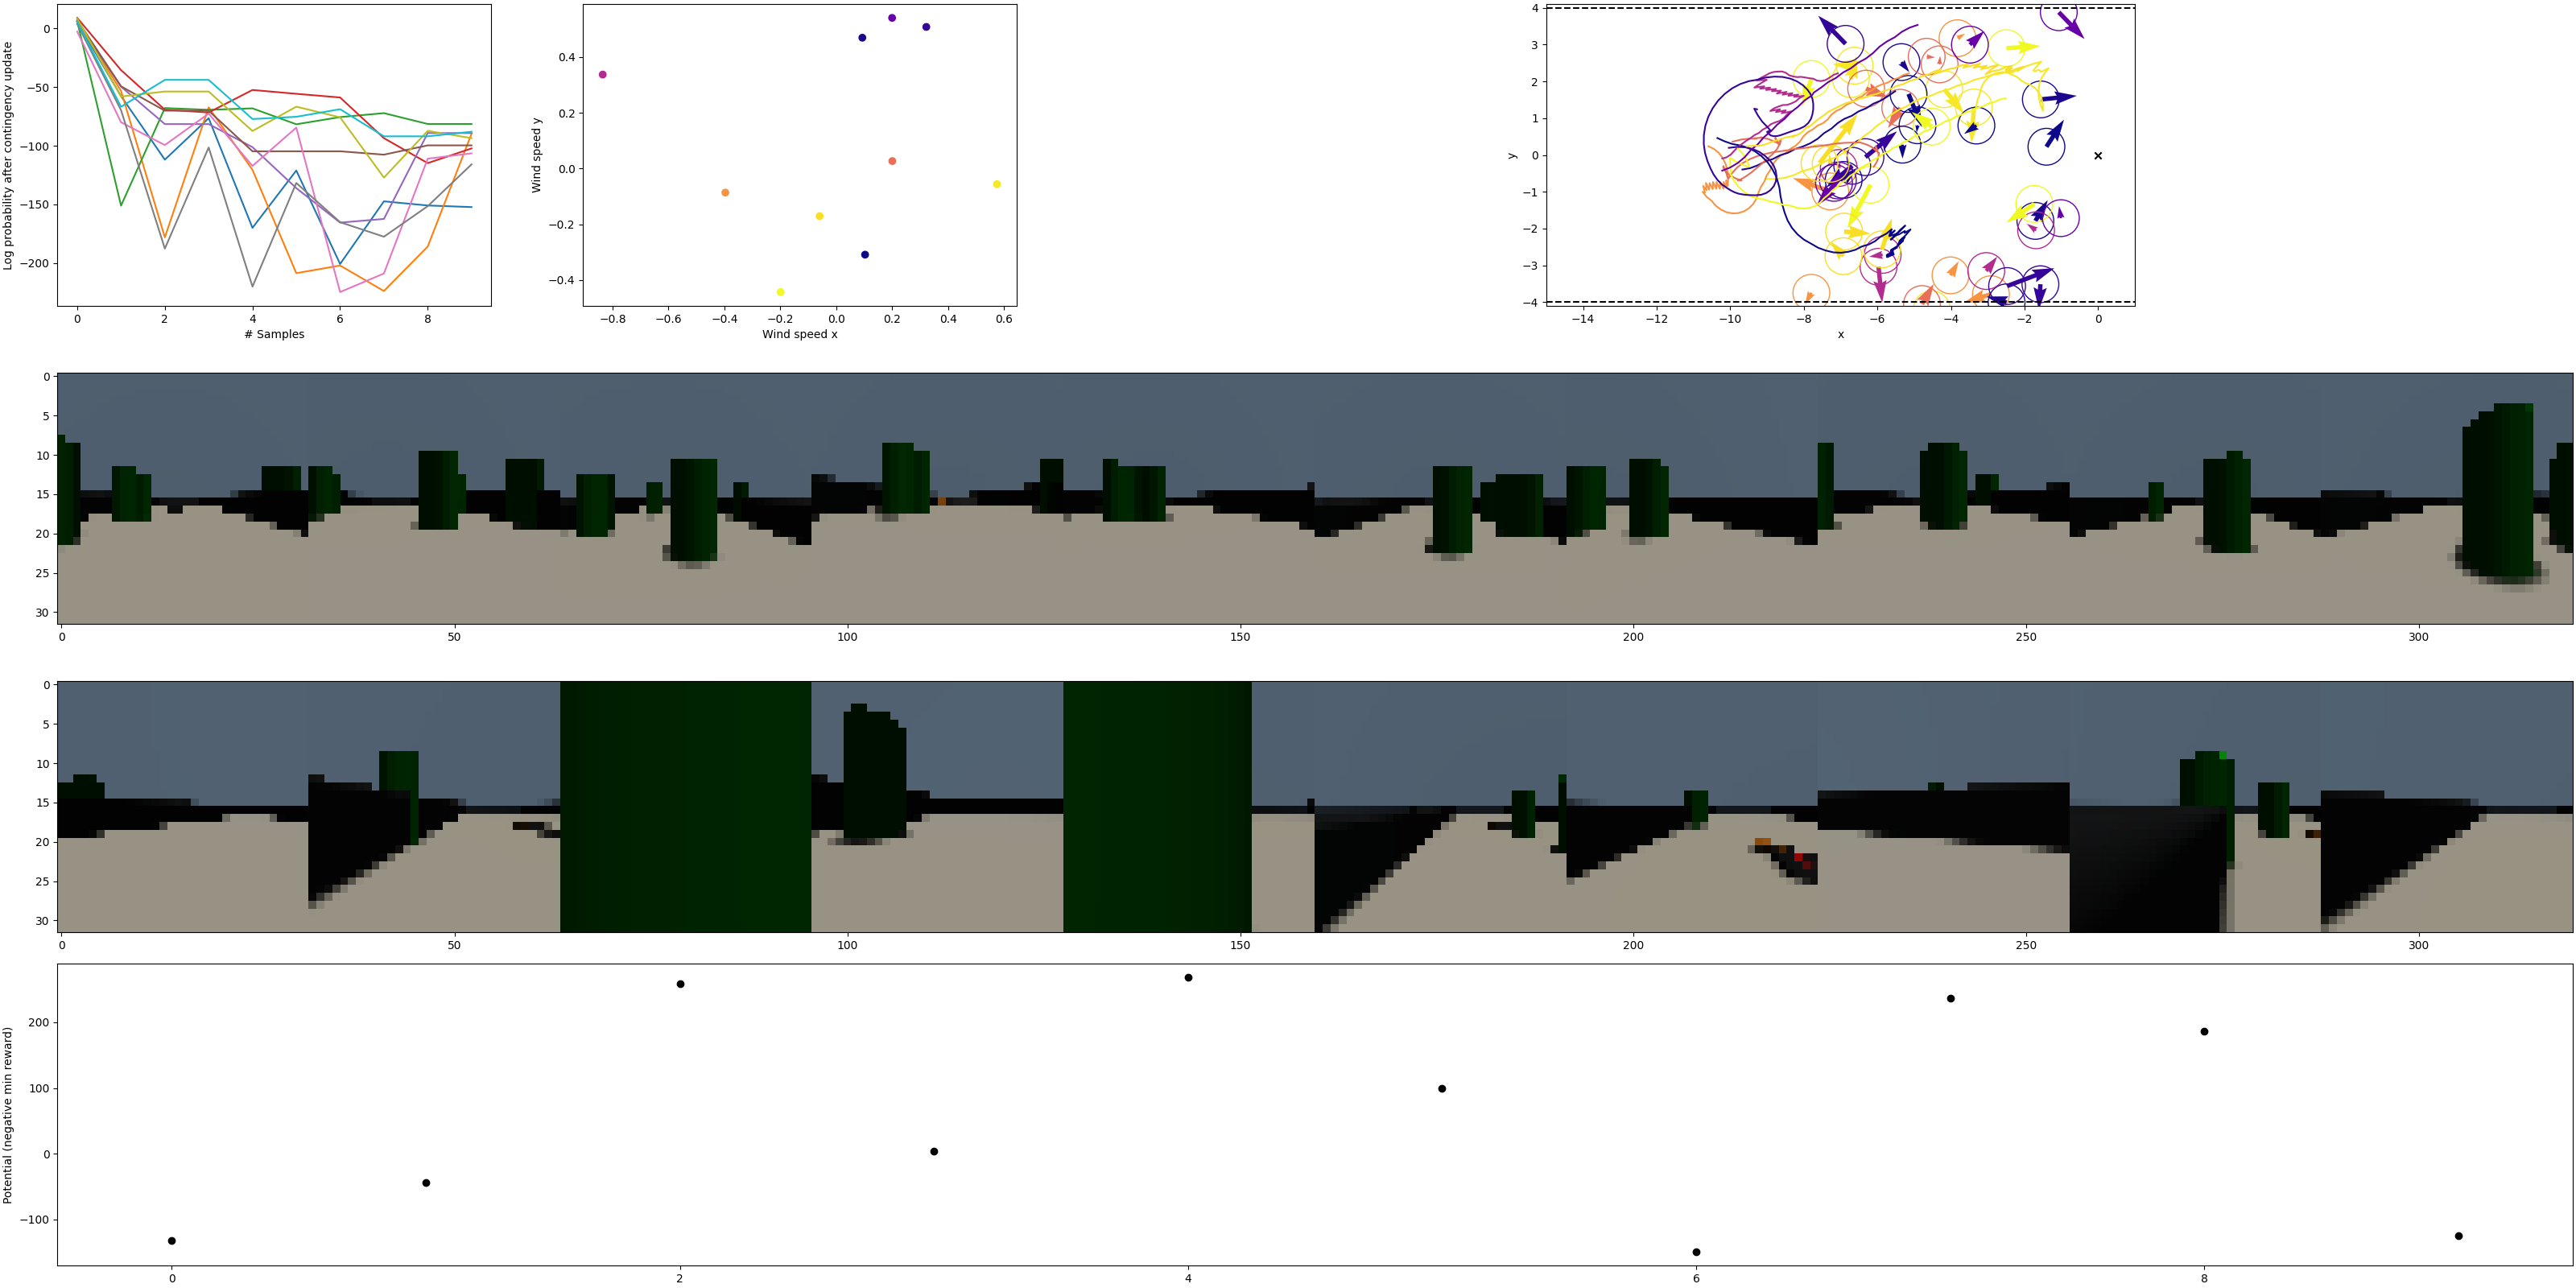 0
−50
−100
−150
−200
0 2 4 6 8
Log probability after contingency update
# Samples
0.4
0.2
0.0
−0.2
−0.4
−0.8 −0.6 −0.4 −0.2 0.0 0.2 0.4 0.6
Wind speed y
Wind speed x
4
3
2
1
0
−1
−2
−3
−4
−14 −12 −10 −8 −6 −4 −2 0
y
x
0
5
10
15
20
25
30
0 50 100 150 200 250 300
0
5
10
15
20
25
30
0 50 100 150 200 250 300
200
100
0
−100
0 2 4 6 8
Potential (negative min reward)